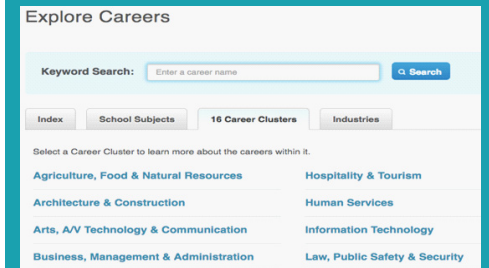 Explore Careers
Keyword Search: Enter a career name Search
Index School Subjects 16 Career Clusters Industries
Select a Career Cluster to learn more about the careers within it.
Agriculture, Food & Natural Resources Hospitality & Tourism
Architecture & Construction Human Services
Arts, A/V Technology & Communication Information Technology
Business, Management & Administration Law, Public Safety & Security